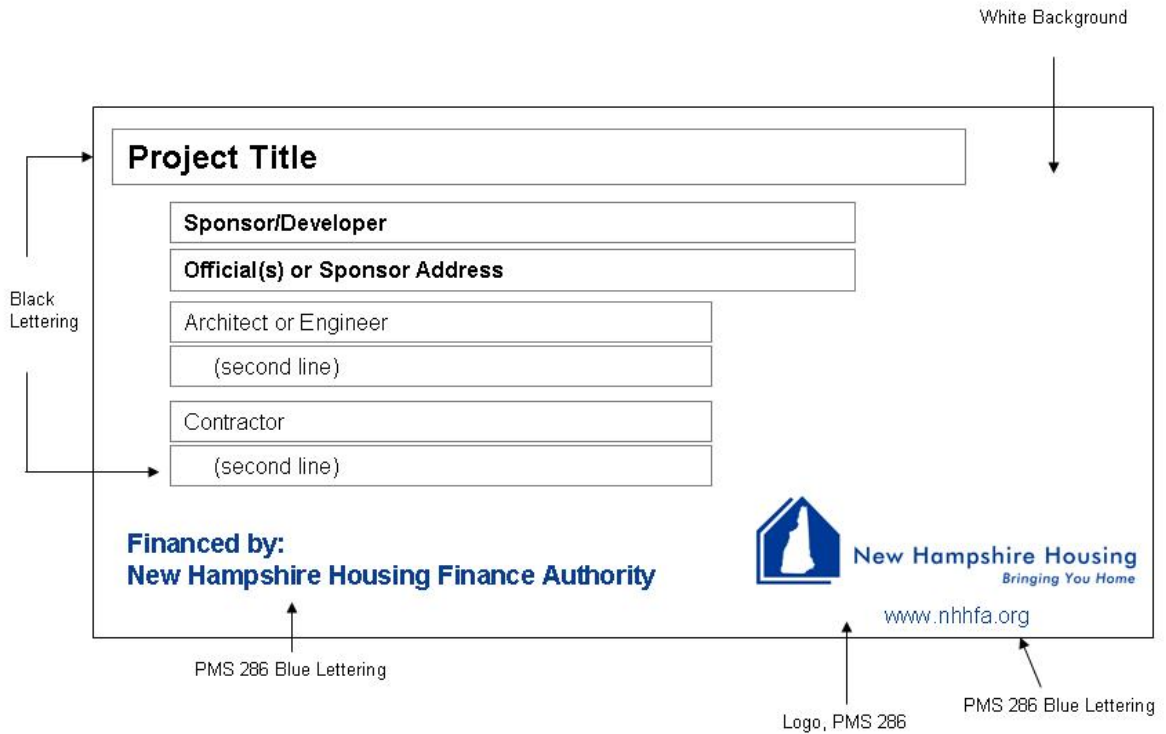 White Background
Project Title
Sponsor/Developer
Official(s) or Sponsor Address
Black
Lettering
Architect or Engineer
(second line)
Contractor
(second line)
Financed by:
New Hampshire Housing Finance Authority
New Hampshire Housing
Bringing You Home
www.nhhfa.org
PMS 286 Blue Lettering
Logo, PMS 286
PMS 286 Blue Lettering